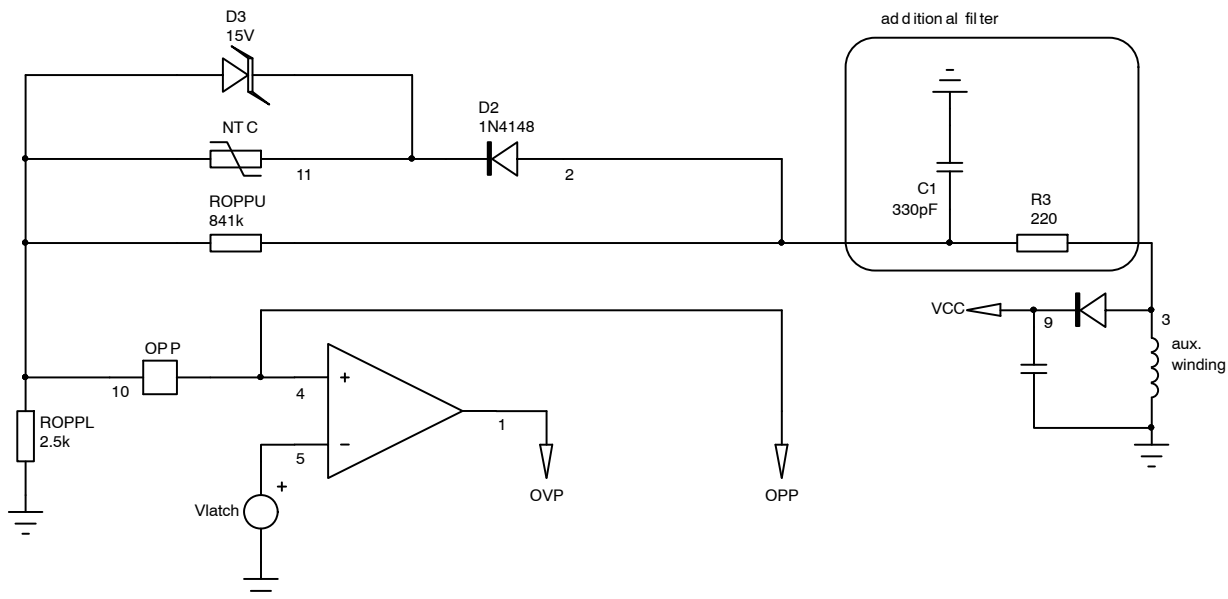 additional filter
D3
15V
D2
1N4148
NTC
11
2
C1
330pF
R3
220
ROPPU
841k
VCC
9
3
aux.
winding
OPP
10
4
+
1
ROPPL
2.5k
5
−
+
Vlatch
OVP
OPP